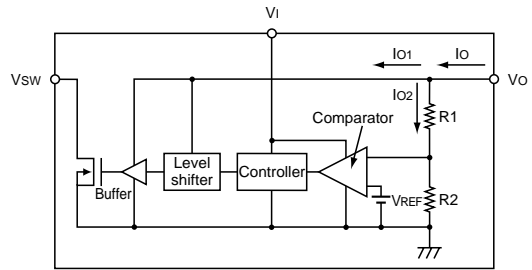 VI
IO1
IO
VSW
VO
IO2
Comparator
R1
Level
shifter
Controller
Buffer
VREF
R2